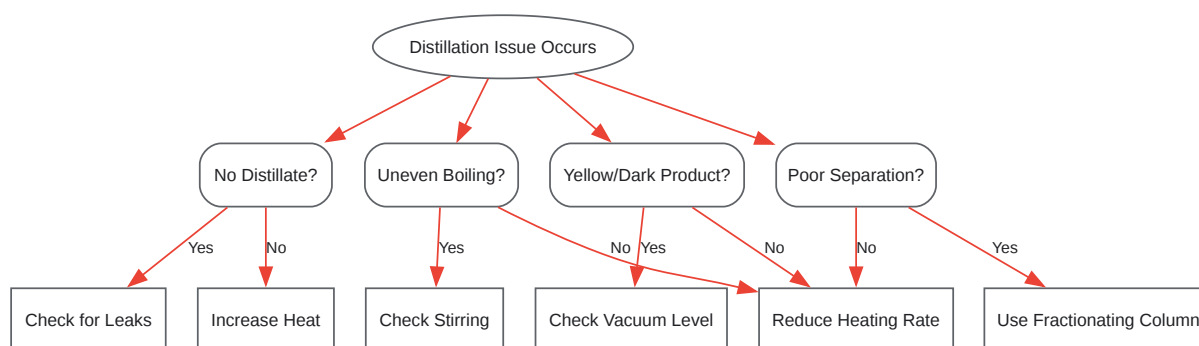 Distillation Issue Occurs
No Distillate?
Uneven Boiling?
Yellow/Dark Product?
Poor Separation?
Yes
No
Yes
No
Yes
No
No
Yes
Check for Leaks
Increase Heat
Check Stirring
Check Vacuum Level
Reduce Heating Rate
Use Fractionating Column